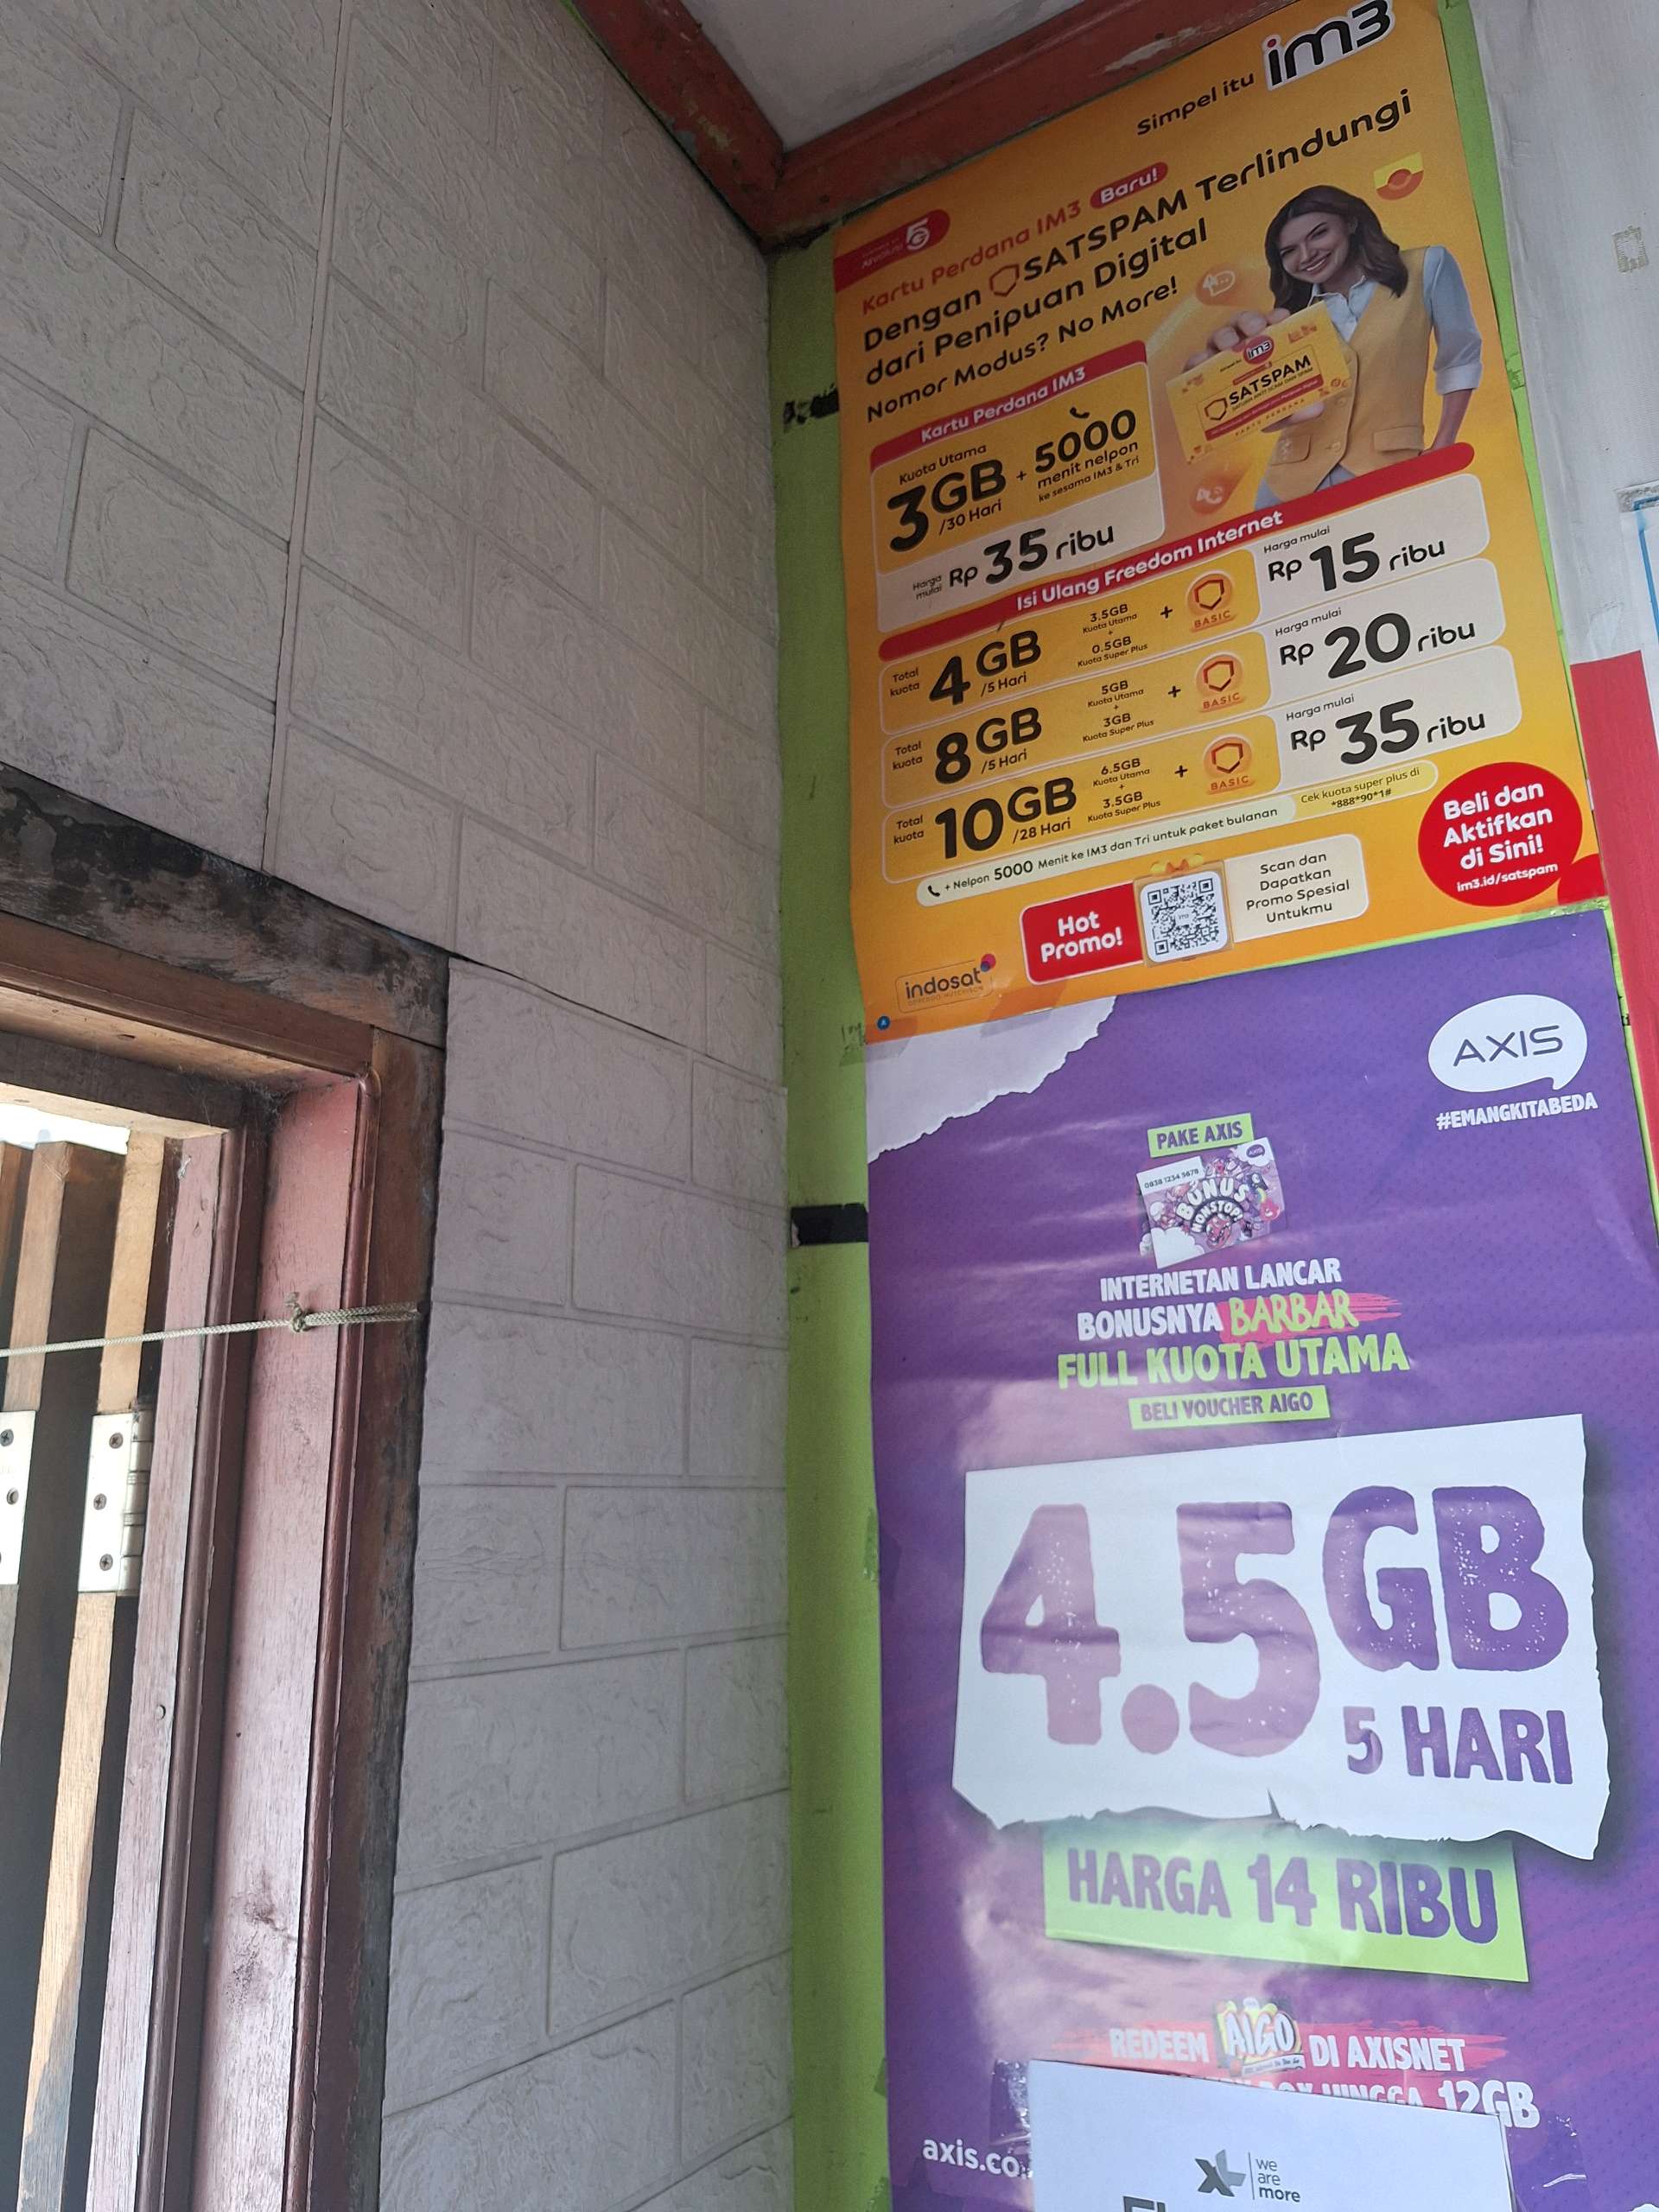 Simpel itu im3
Kartu Perdana IM3 Baru!
Dengan SATSPAM Terlindungi
dari Penipuan Digital
Nomor Modus? No More!
im3
SATSPAM
Kartu Perdana IM3
Kuota Utama
3GB
/30 Hari
+
5000
menit nelpon
ke sesama IM3 & Tri
Harga mulai
Rp 35 ribu
Isi Ulang Freedom Internet
Total kuota
4GB
/5 Hari
3.5GB
Kuota Utama
+
0.5GB
Kuota Super Plus
+
BASIC
Harga mulai
Rp 15 ribu
Total kuota
8GB
/5 Hari
5GB
Kuota Utama
+
3GB
Kuota Super Plus
+
BASIC
Harga mulai
Rp 20 ribu
Total kuota
10GB
/28 Hari
6.5GB
Kuota Utama
+
3.5GB
Kuota Super Plus
+
BASIC
Harga mulai
Rp 35 ribu
+ Nelpon 5000 Menit ke IM3 dan Tri untuk paket bulanan
Cek kuota super plus di
*888*90*1#
Hot
Promo!
Scan dan
Dapatkan
Promo Spesial
Untukmu
Beli dan
Aktifkan
di Sini!
im3.id/satspam
indosat
AXIS
#EMANGKITABEDA
PAKE AXIS
0838 1234 5678
AXIS
BONUS
NONSTOP!
INTERNETAN LANCAR
BONUSNYA BARBAR
FULL KUOTA UTAMA
BELI VOUCHER AIGO
4.5GB
5 HARI
HARGA 14 RIBU
REDEEM AIGO DI AXISNET
HINGGA 12GB
axis.co
XL
we
are
more